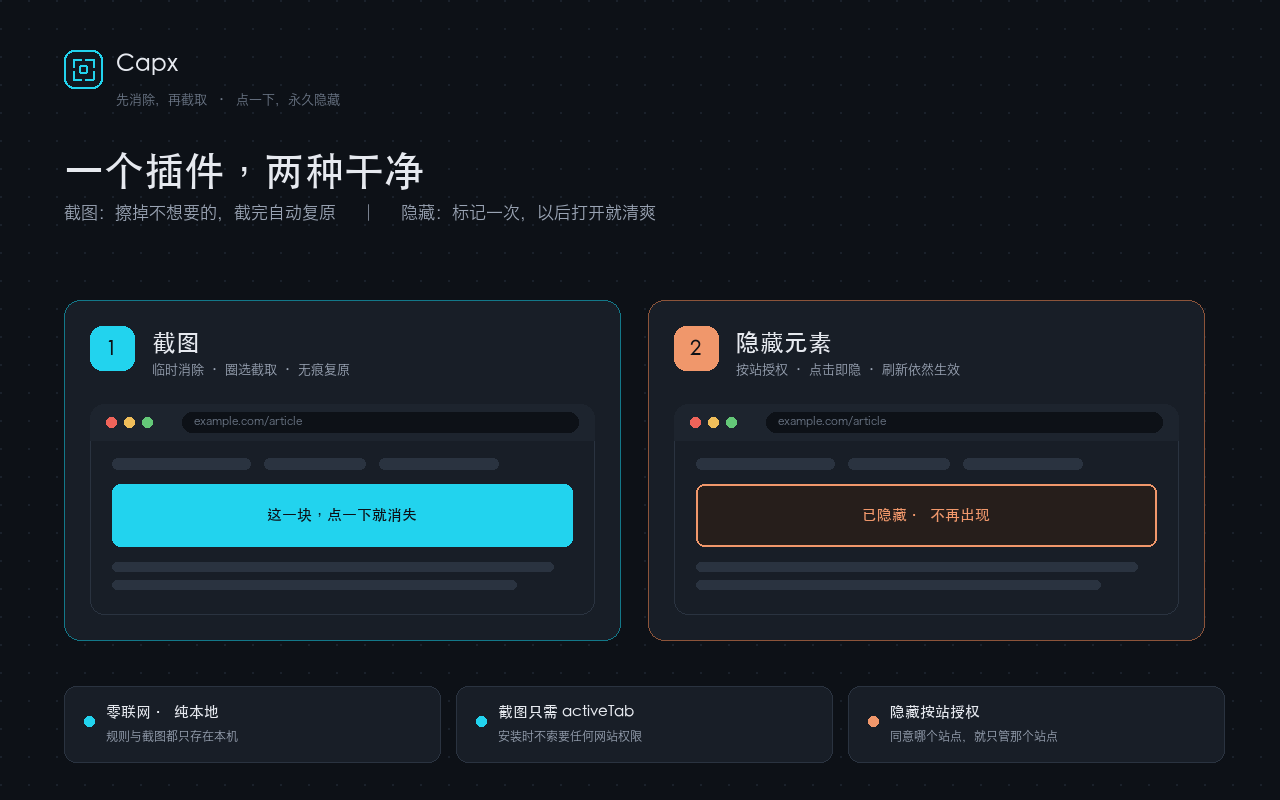 Capx
先消除，再截取 · 点一下，永久隐藏
一个插件，两种干净
截图：擦掉不想要的，截完自动复原 ｜ 隐藏：标记一次，以后打开就清爽
1
截图
临时消除 · 圈选截取 · 无痕复原
example.com/article
这一块，点一下就消失
2
隐藏元素
按站授权 · 点击即隐 · 刷新依然生效
example.com/article
已隐藏 · 不再出现
零联网 · 纯本地
规则与截图都只存在本机
截图只需 activeTab
安装时不索要任何网站权限
隐藏按站授权
同意哪个站点，就只管那个站点